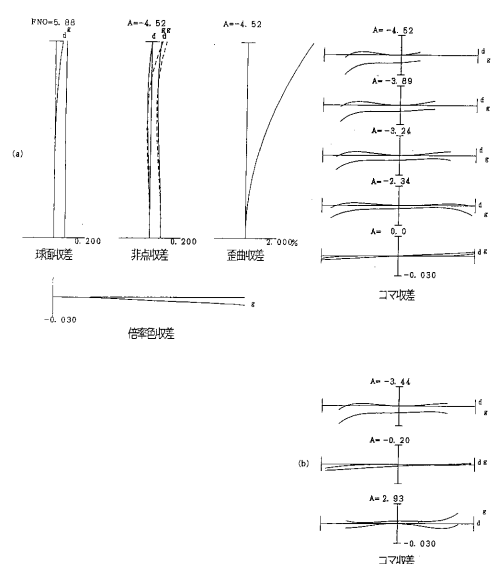 FNO=5.88
d g
0.200
球面収差
A=-4.52
g g
d d
0.200
非点収差
A=-4.52
2.000%
歪曲収差
(a)
-0.030
g
倍率色収差
A=-4.52
d
g
A=-3.89
d
g
A=-3.24
d
g
A=-2.34
d
g
A= 0.0
d
g
-0.030
コマ収差
(b)
A=-3.44
d
g
A=-0.20
d g
A=2.93
g
d
-0.030
コマ収差